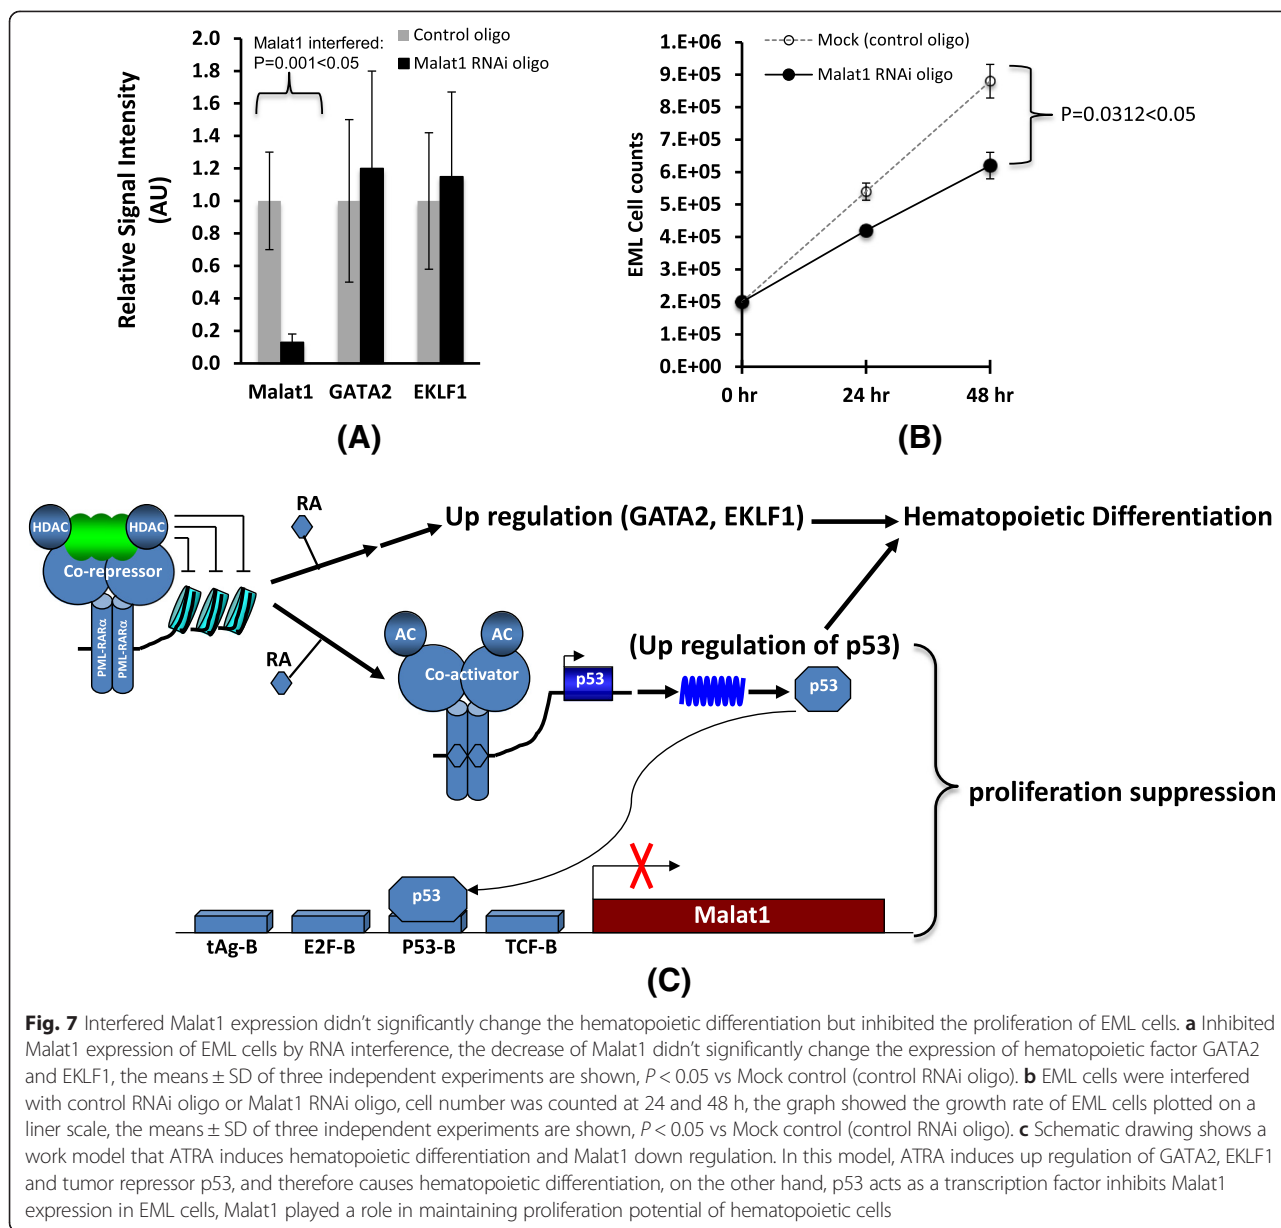 2.0
1.8
1.6
1.4
1.2
1.0
0.8
0.6
0.4
0.2
0.0
Relative Signal Intensity
(AU)
Malat1 interfered:
P=0.001<0.05
Control oligo
Malat1 RNAi oligo
Malat1 GATA2 EKLF1
(A)
1.E+06
9.E+05
8.E+05
7.E+05
6.E+05
5.E+05
4.E+05
3.E+05
2.E+05
1.E+05
0.E+00
EML Cell counts
Mock (control oligo)
Malat1 RNAi oligo
P=0.0312<0.05
0 hr 24 hr 48 hr
(B)
HDAC HDAC
Co-repressor
PML-RARα
PML-RARα
RA
Up regulation (GATA2, EKLF1)
Hematopoietic Differentiation
RA
AC AC
Co-activator
p53
(Up regulation of p53)
p53
proliferation suppression
p53
Malat1
tAg-B E2F-B P53-B TCF-B
(C)
Fig. 7 Interfered Malat1 expression didn't significantly change the hematopoietic differentiation but inhibited the proliferation of EML cells. a Inhibited
Malat1 expression of EML cells by RNA interference, the decrease of Malat1 didn't significantly change the expression of hematopoietic factor GATA2
and EKLF1, the means ± SD of three independent experiments are shown, P < 0.05 vs Mock control (control RNAi oligo). b EML cells were interfered
with control RNAi oligo or Malat1 RNAi oligo, cell number was counted at 24 and 48 h, the graph showed the growth rate of EML cells plotted on a
liner scale, the means ± SD of three independent experiments are shown, P < 0.05 vs Mock control (control RNAi oligo). c Schematic drawing shows a
work model that ATRA induces hematopoietic differentiation and Malat1 down regulation. In this model, ATRA induces up regulation of GATA2, EKLF1
and tumor repressor p53, and therefore causes hematopoietic differentiation, on the other hand, p53 acts as a transcription factor inhibits Malat1
expression in EML cells, Malat1 played a role in maintaining proliferation potential of hematopoietic cells